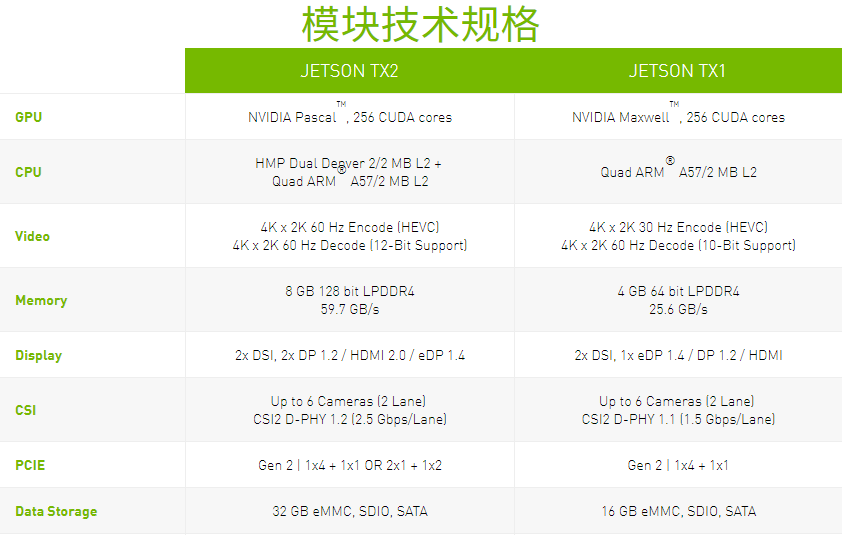 模块技术规格
JETSON TX2 JETSON TX1
GPU NVIDIA Pascal™, 256 CUDA cores NVIDIA Maxwell™, 256 CUDA cores
CPU HMP Dual Denver 2/2 MB L2 +
Quad ARM® A57/2 MB L2 Quad ARM® A57/2 MB L2
Video 4K x 2K 60 Hz Encode (HEVC) 4K x 2K 30 Hz Encode (HEVC)
4K x 2K 60 Hz Decode (12-Bit Support) 4K x 2K 60 Hz Decode (10-Bit Support)
Memory 8 GB 128 bit LPDDR4 4 GB 64 bit LPDDR4
59.7 GB/s 25.6 GB/s
Display 2x DSI, 2x DP 1.2 / HDMI 2.0 / eDP 1.4 2x DSI, 1x eDP 1.4 / DP 1.2 / HDMI
CSI Up to 6 Cameras (2 Lane) Up to 6 Cameras (2 Lane)
CSI2 D-PHY 1.2 (2.5 Gbps/Lane) CSI2 D-PHY 1.1 (1.5 Gbps/Lane)
PCIE Gen 2 | 1x4 + 1x1 OR 2x1 + 1x2 Gen 2 | 1x4 + 1x1
Data Storage 32 GB eMMC, SDIO, SATA 16 GB eMMC, SDIO, SATA